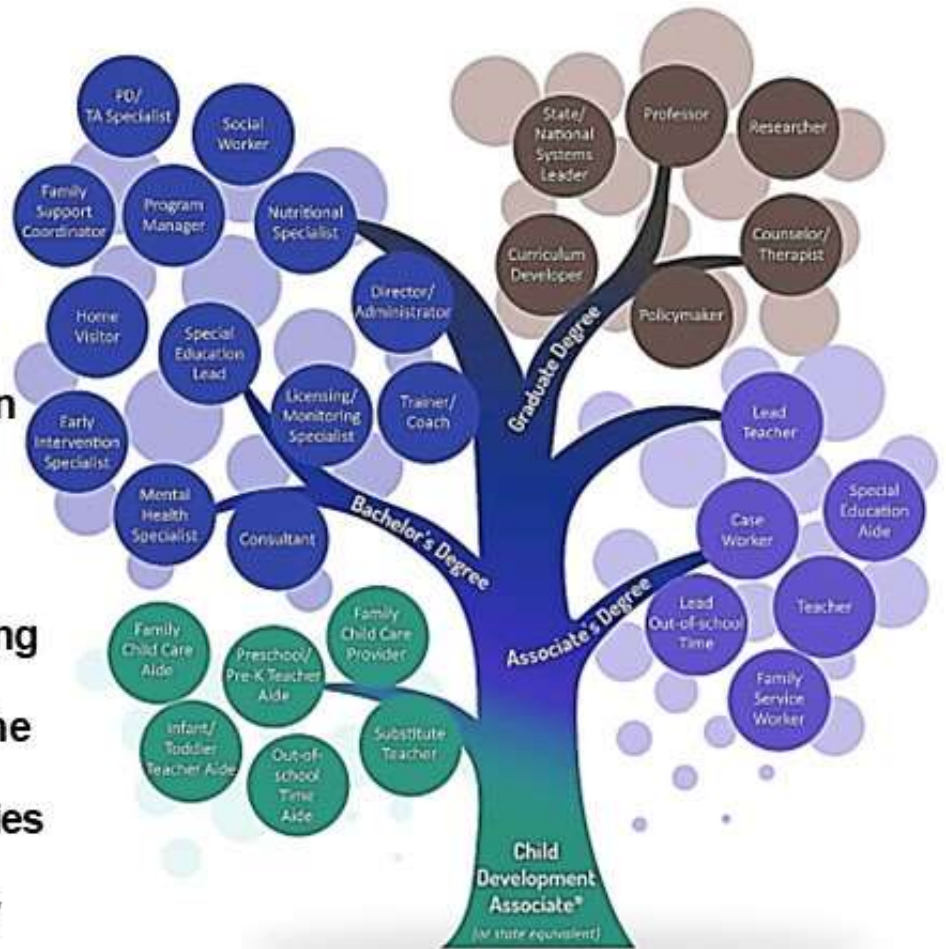 PD/
TA Specialist
Social
Worker
Family
Support
Coordinator
Program
Manager
Nutritional
Specialist
Director/
Administrator
Home
Visitor
Special
Education
Lead
Licensing/
Monitoring
Specialist
Trainer/
Coach
Early
Intervention
Specialist
Mental
Health
Specialist
Consultant
Bachelor's Degree
State/
National
Systems
Leader
Professor
Researcher
Curriculum
Developer
Counselor/
Therapist
Policymaker
Graduate Degree
Lead
Teacher
Case
Worker
Special
Education
Aide
Lead
Out-of-school
Time
Teacher
Family
Service
Worker
Associate's Degree
Family
Child Care
Aide
Preschool/
Pre-K Teacher
Aide
Family
Child Care
Provider
Infant/
Toddler
Teacher Aide
Out-of-
school
Time
Aide
Substitute
Teacher
Child
Development
Associate®
(or state equivalent)